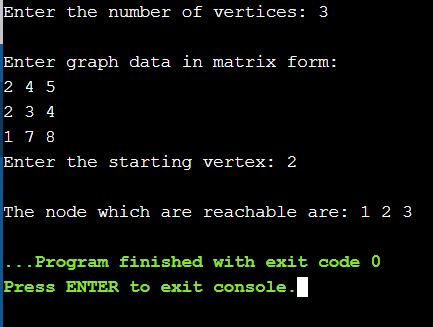 Enter the number of vertices: 3
Enter graph data in matrix form:
2 4 5
2 3 4
1 7 8
Enter the starting vertex: 2
The node which are reachable are: 1 2 3
...Program finished with exit code 0
Press ENTER to exit console.